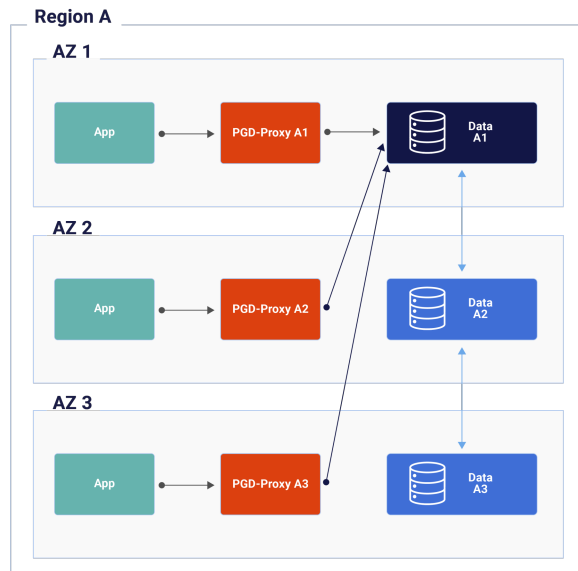 Region A
AZ 1
App
PGD-Proxy A1
Data
A1
AZ 2
App
PGD-Proxy A2
Data
A2
AZ 3
App
PGD-Proxy A3
Data
A3